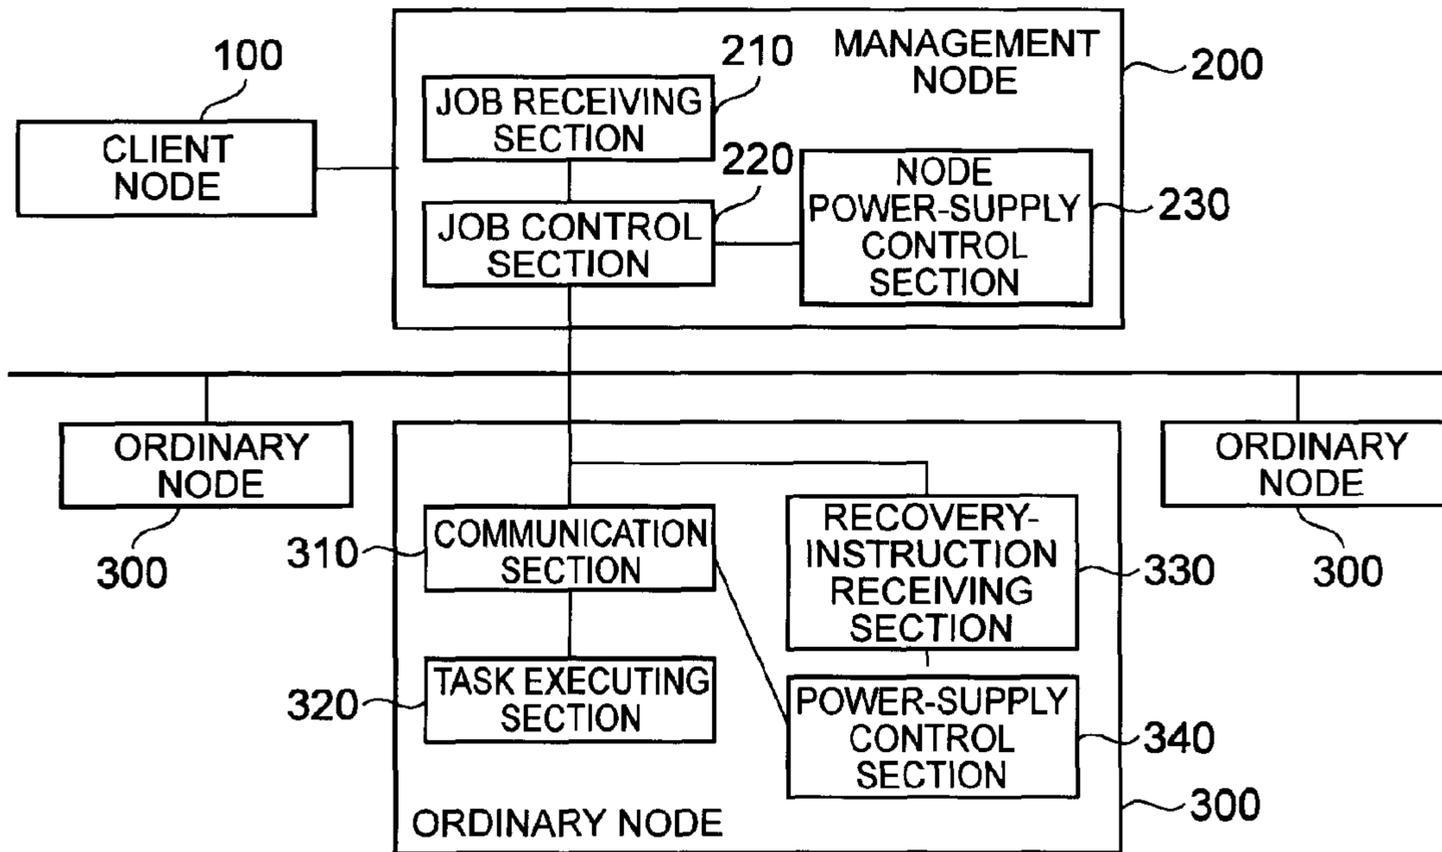 100
CLIENT
NODE
MANAGEMENT
NODE
200
210
JOB RECEIVING
SECTION
220
JOB CONTROL
SECTION
NODE
POWER-SUPPLY
CONTROL
SECTION
230
ORDINARY
NODE
300
310
COMMUNICATION
SECTION
320
TASK EXECUTING
SECTION
RECOVERY-
INSTRUCTION
RECEIVING
SECTION
330
POWER-SUPPLY
CONTROL
SECTION
340
ORDINARY NODE
300
ORDINARY
NODE
300